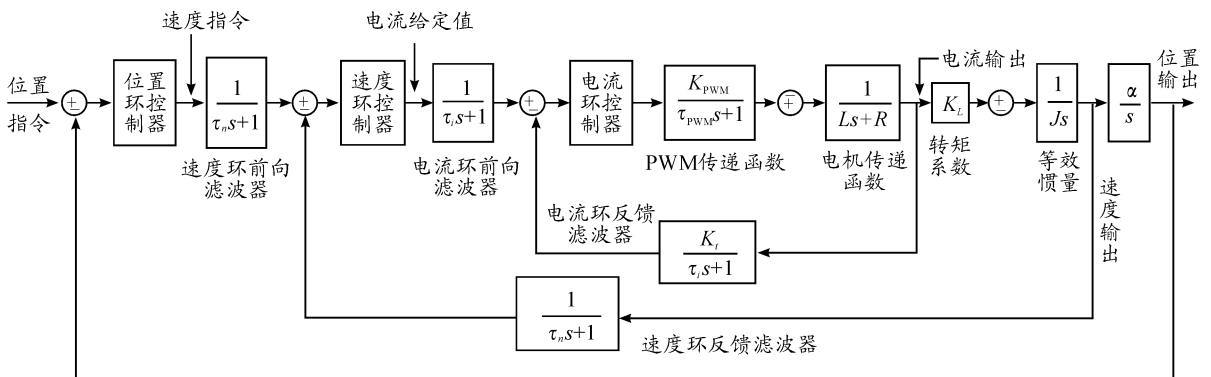 速度指令
电流给定值
位置
指令
±
位置
环控
制器
1
τₙs+1
速度环前向
滤波器
±
速度
环控
制器
1
τᵢs+1
电流环前向
滤波器
±
电流
环控
制器
K_PWM
τ_PWM s+1
PWM传递函数
∓
1
Ls+R
电机传递
函数
电流输出
K_L
转矩
系数
±
1
Js
等效
惯量
α
s
位置
输出
速度输出
电流环反馈
滤波器
K_t
τᵢs+1
1
τₙs+1
速度环反馈滤波器